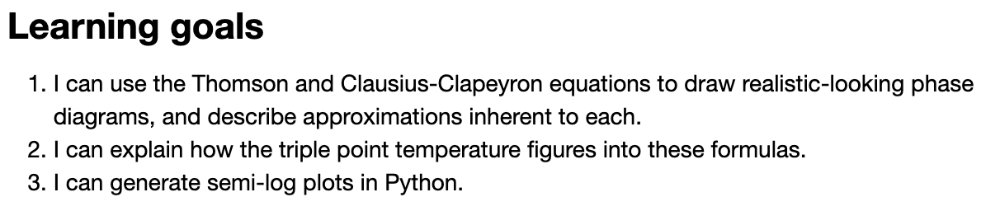 Learning goals
1. I can use the Thomson and Clausius-Clapeyron equations to draw realistic-looking phase
diagrams, and describe approximations inherent to each.
2. I can explain how the triple point temperature figures into these formulas.
3. I can generate semi-log plots in Python.